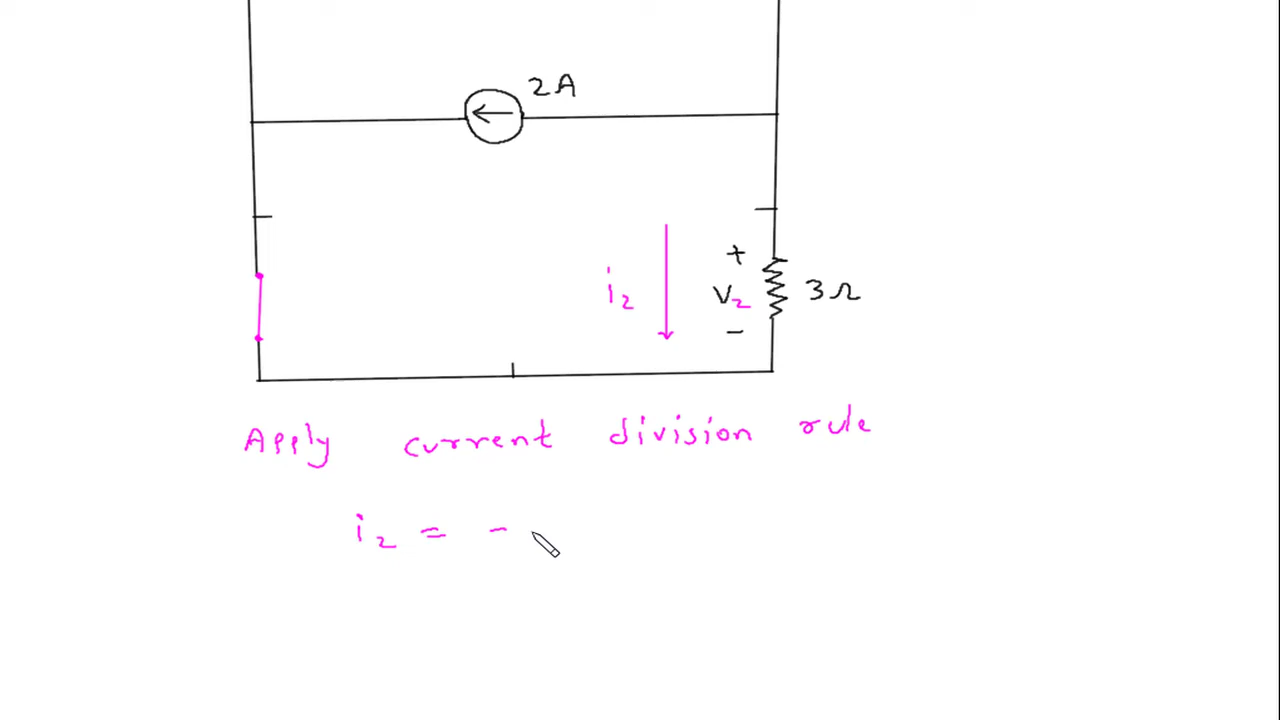 2A
+
i2
V2
3Ω
-
Apply current division rule
i2 = -